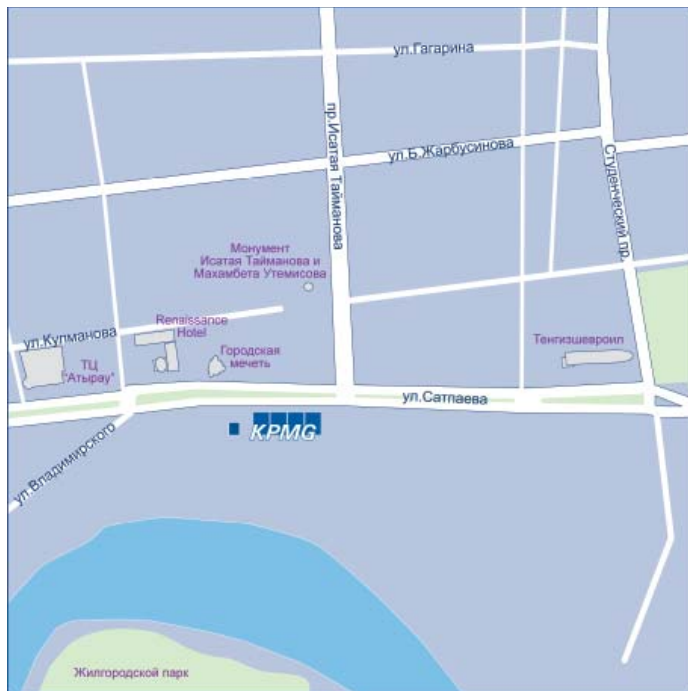 ул.Гагарина
пр.Исатая Тайманова
ул.Б.Жарбусинова
Студенческий пр.
Монумент
Исатая Тайманова и
Махамбета Утемисова
ул.Кулманова
Renaissance
Hotel
Городская
мечеть
ТЦ
"Атырау"
Тенгизшевроил
ул.Сатпаева
KPMG
ул.Владимирского
Жилгородской парк